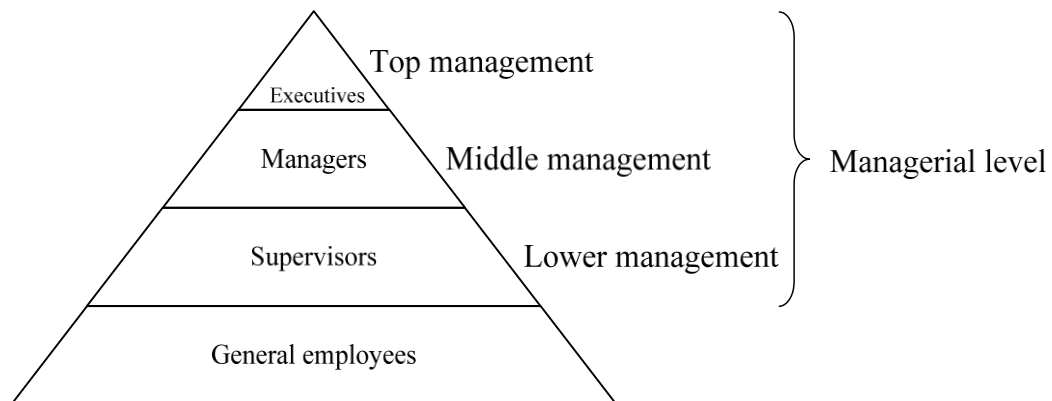 Top management
Executives
Managers
Middle management
Managerial level
Supervisors
Lower management
General employees